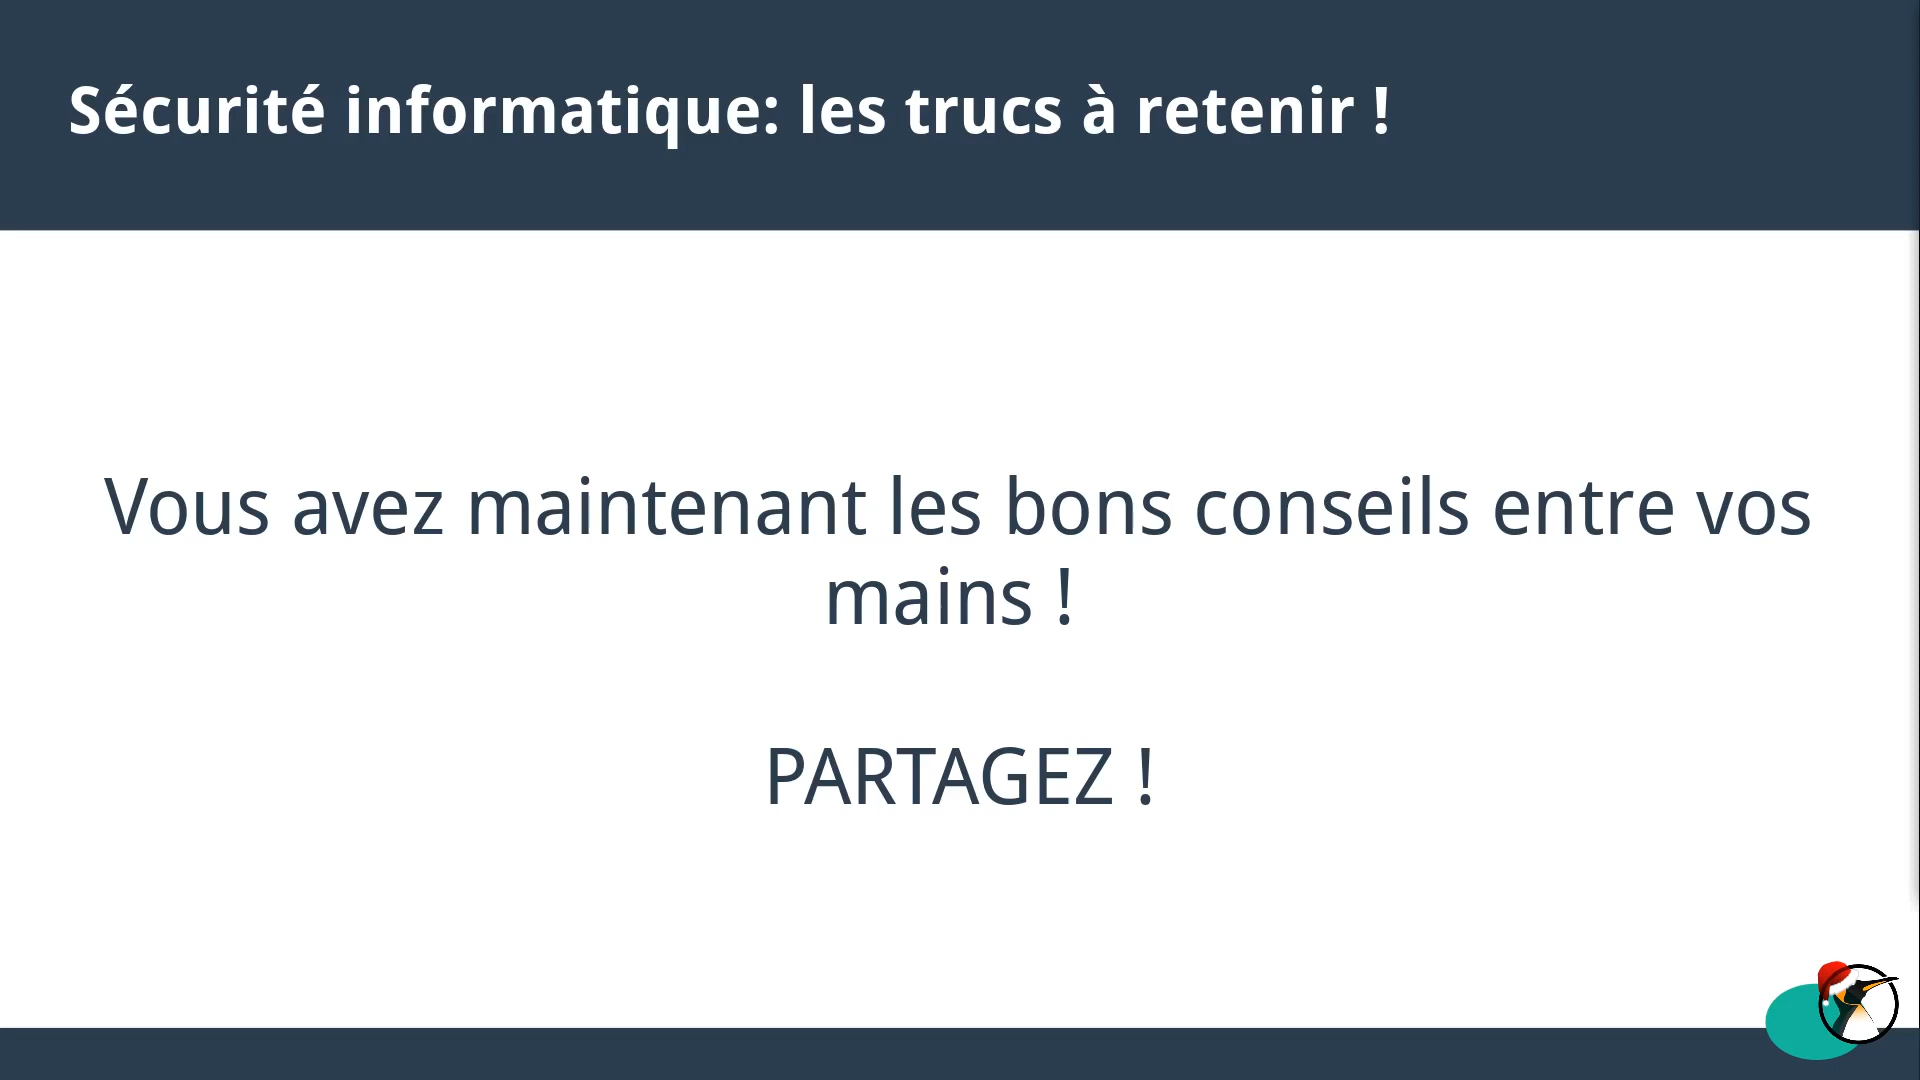 Sécurité informatique: les trucs à retenir !
Vous avez maintenant les bons conseils entre vos
mains !
PARTAGEZ !